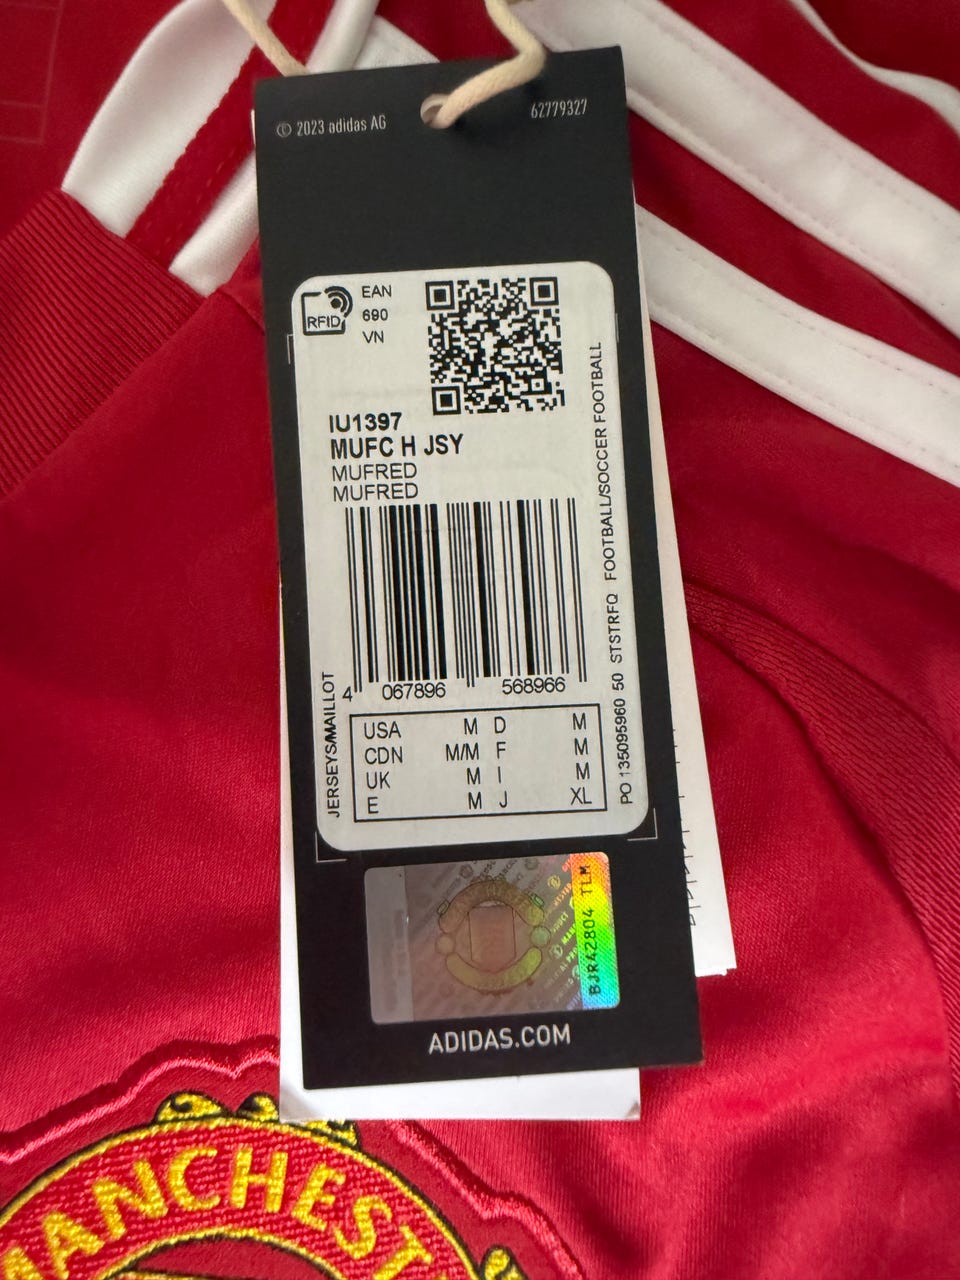 © 2023 adidas AG
62779327
RFID
EAN
690
VN
IU1397
MUFC H JSY
MUFRED
MUFRED
4 067896 568966
JERSEYS/MAILLOT
PO 135095960 50 STSTRFQ FOOTBALL/SOCCER FOOTBALL
USA M D M
CDN M/M F M
UK M I M
E M J XL
BJR42804 TLM
ADIDAS.COM
MANCHEST